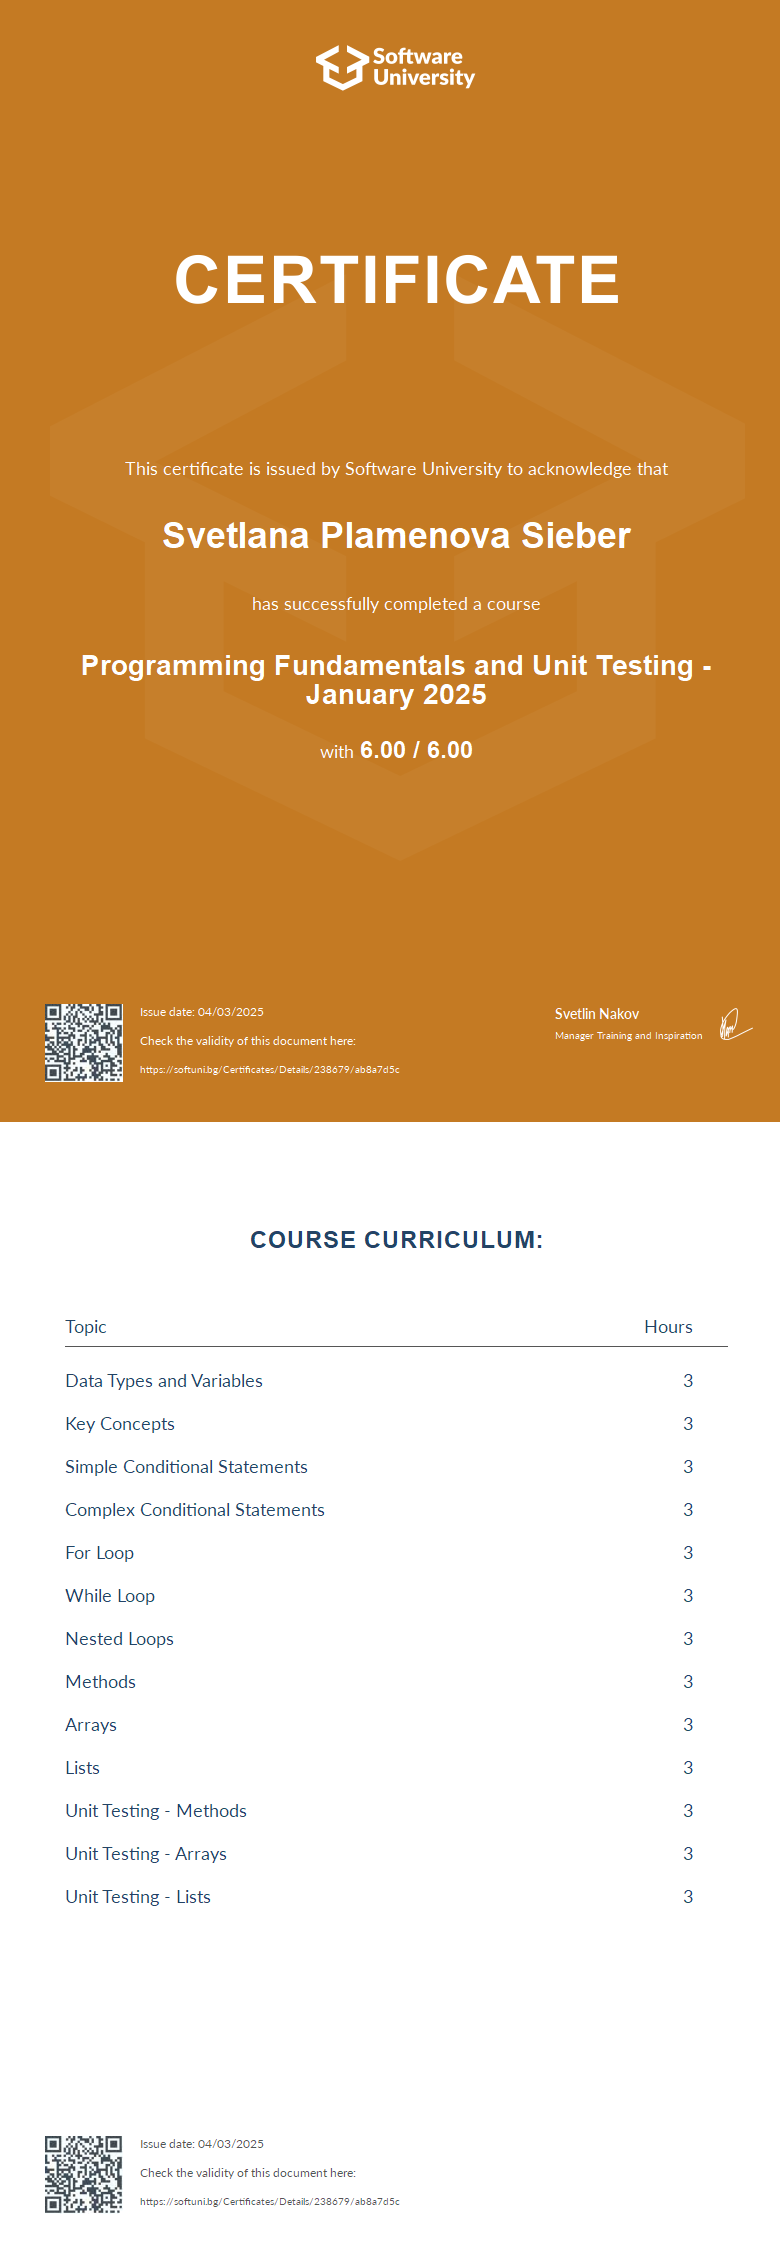 Software
University
CERTIFICATE
This certificate is issued by Software University to acknowledge that
Svetlana Plamenova Sieber
has successfully completed a course
Programming Fundamentals and Unit Testing -
January 2025
with 6.00 / 6.00
Issue date: 04/03/2025
Check the validity of this document here:
https://softuni.bg/Certificates/Details/238679/ab8a7d5c
Svetlin Nakov
Manager Training and Inspiration
COURSE CURRICULUM:
Topic Hours
Data Types and Variables 3
Key Concepts 3
Simple Conditional Statements 3
Complex Conditional Statements 3
For Loop 3
While Loop 3
Nested Loops 3
Methods 3
Arrays 3
Lists 3
Unit Testing - Methods 3
Unit Testing - Arrays 3
Unit Testing - Lists 3
Issue date: 04/03/2025
Check the validity of this document here:
https://softuni.bg/Certificates/Details/238679/ab8a7d5c